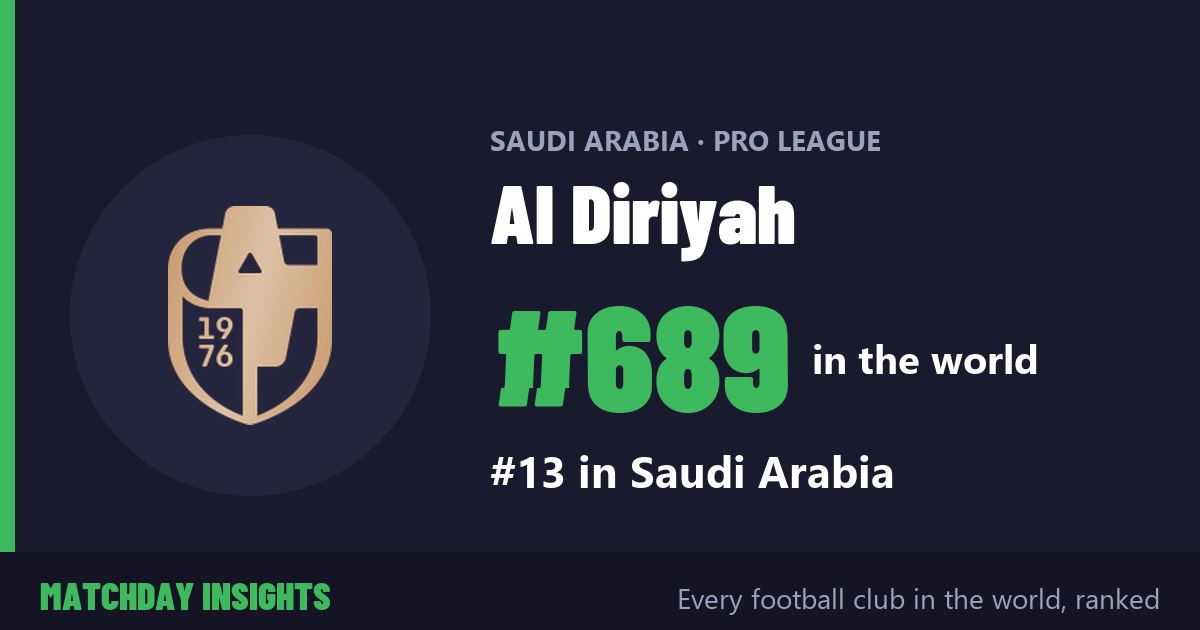 SAUDI ARABIA · PRO LEAGUE
Al Diriyah
#689 in the world
#13 in Saudi Arabia
19
76
MATCHDAY INSIGHTS
Every football club in the world, ranked